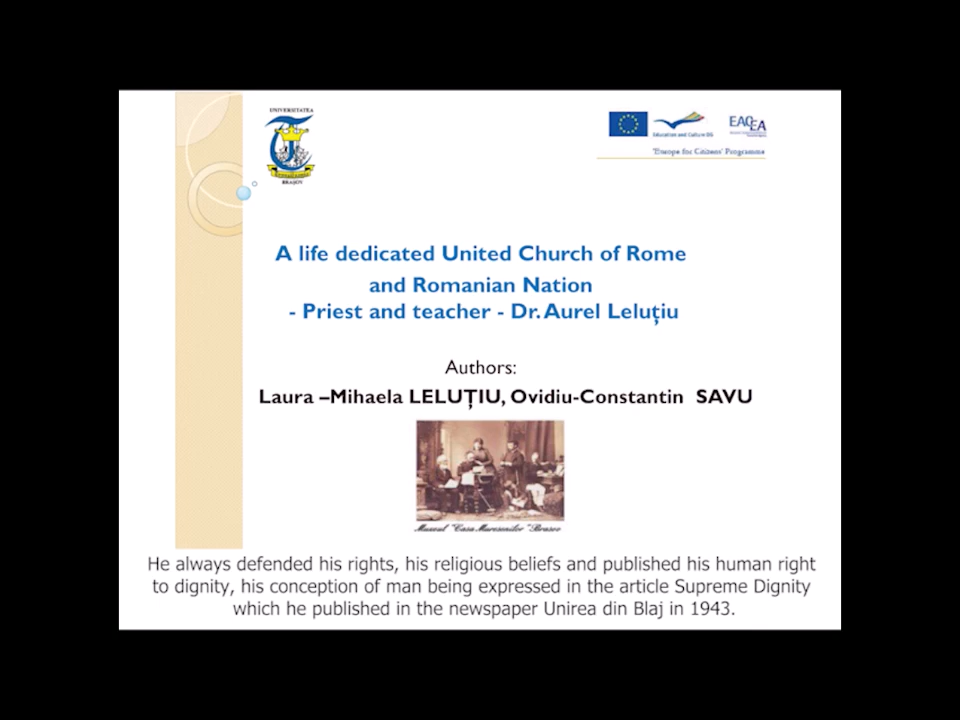 UNIVERSITATEA
BRAȘOV
Education and Culture DG
EACEA
'Europe for Citizens' Programme
A life dedicated United Church of Rome
and Romanian Nation
- Priest and teacher - Dr. Aurel Leluțiu
Authors:
Laura –Mihaela LELUȚIU, Ovidiu-Constantin SAVU
Muzeul "Casa Muresenilor" Brasov
He always defended his rights, his religious beliefs and published his human right
to dignity, his conception of man being expressed in the article Supreme Dignity
which he published in the newspaper Unirea din Blaj in 1943.